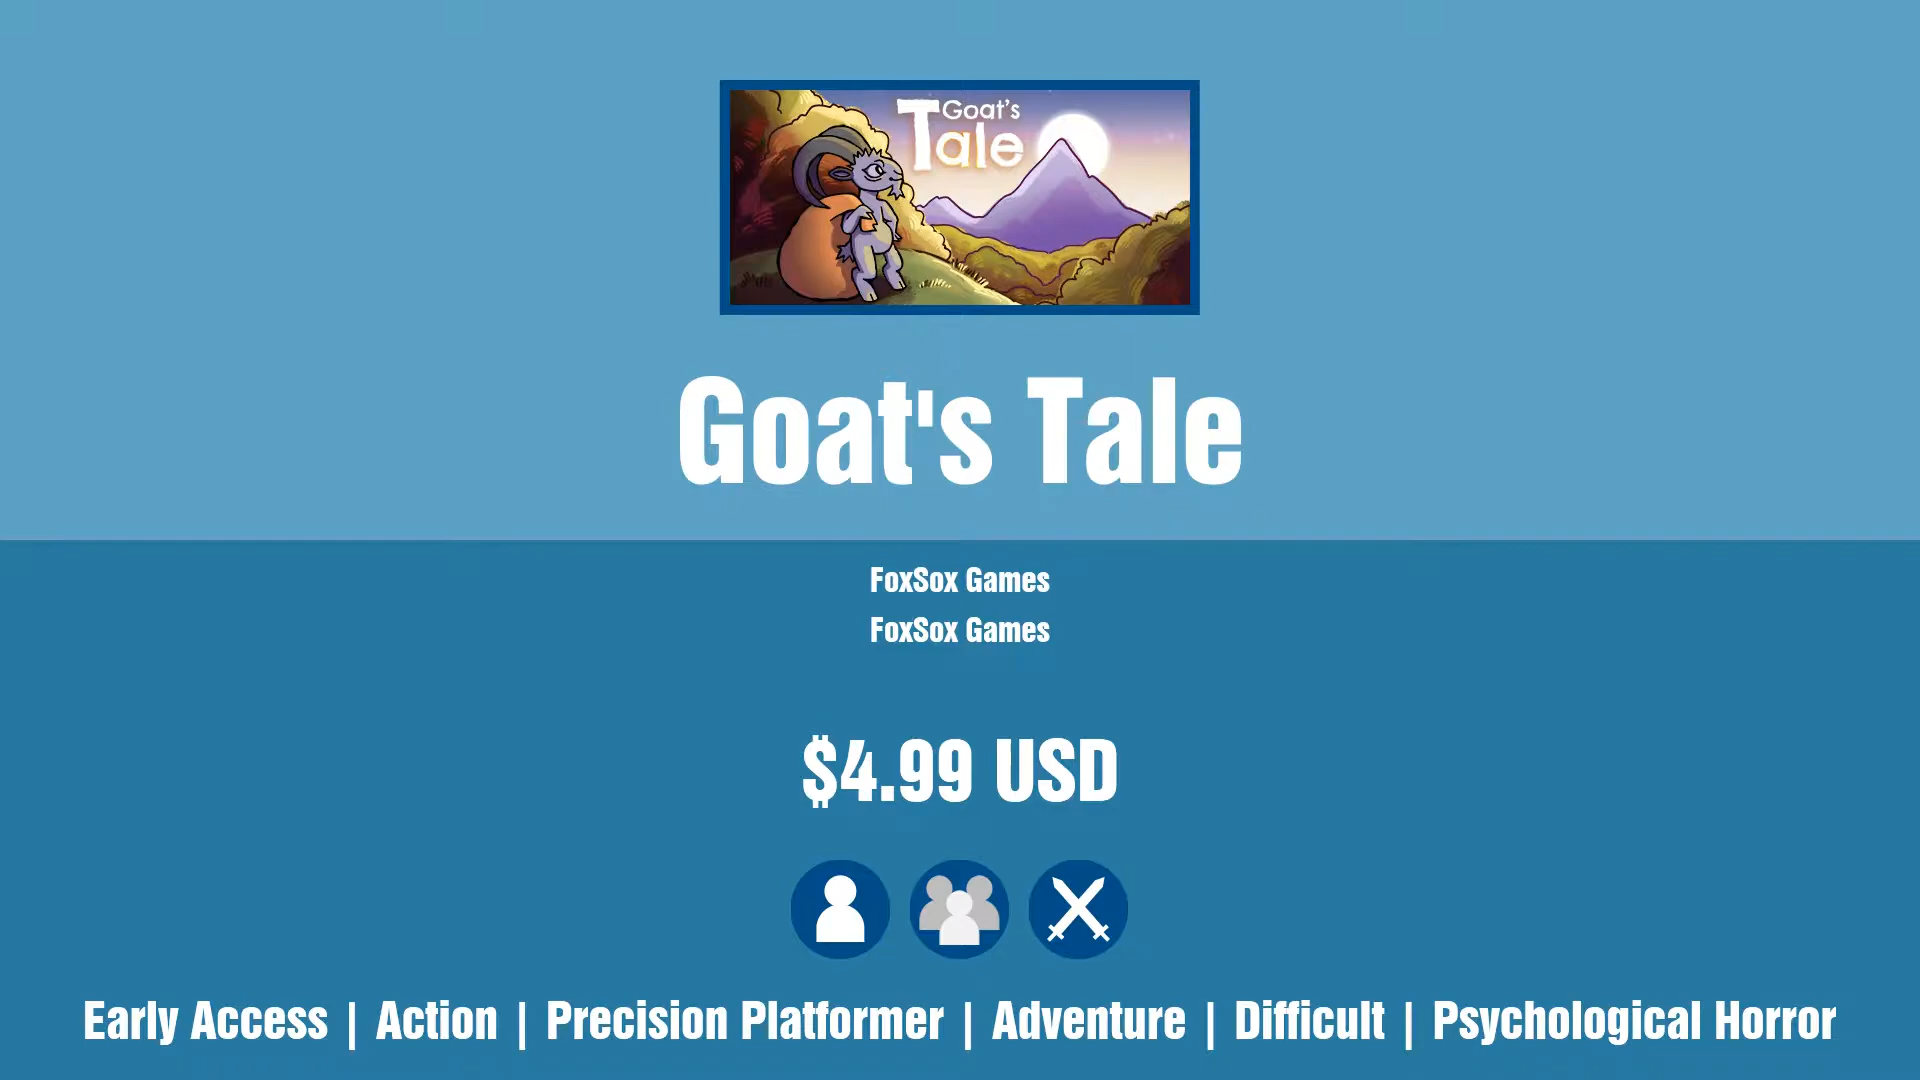 Goat's
Tale
Goat's Tale
FoxSox Games
FoxSox Games
$4.99 USD
Early Access | Action | Precision Platformer | Adventure | Difficult | Psychological Horror